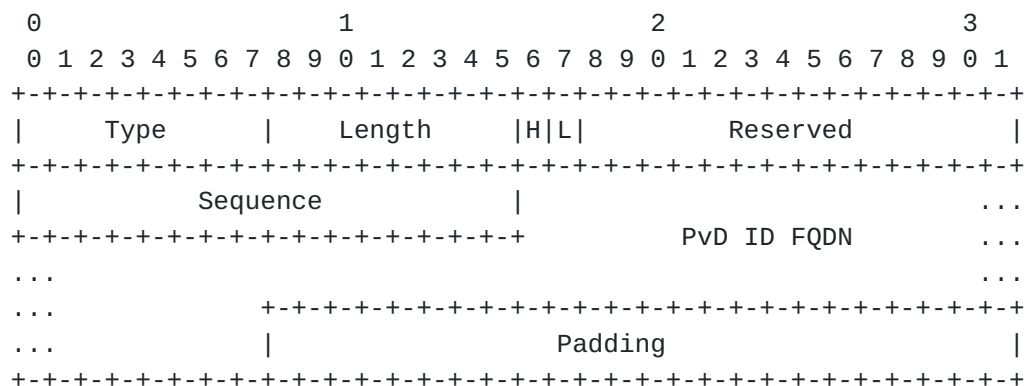 0                   1                   2                   3
 0 1 2 3 4 5 6 7 8 9 0 1 2 3 4 5 6 7 8 9 0 1 2 3 4 5 6 7 8 9 0 1
+-+-+-+-+-+-+-+-+-+-+-+-+-+-+-+-+-+-+-+-+-+-+-+-+-+-+-+-+-+-+-+-+
|     Type      |    Length     |H|L|         Reserved          |
+-+-+-+-+-+-+-+-+-+-+-+-+-+-+-+-+-+-+-+-+-+-+-+-+-+-+-+-+-+-+-+-+
|           Sequence            |                             ...
+-+-+-+-+-+-+-+-+-+-+-+-+-+-+-+-+          PvD ID FQDN        ...
...                                                           ...
...             +-+-+-+-+-+-+-+-+-+-+-+-+-+-+-+-+-+-+-+-+-+-+-+-+
...             |                  Padding                      |
+-+-+-+-+-+-+-+-+-+-+-+-+-+-+-+-+-+-+-+-+-+-+-+-+-+-+-+-+-+-+-+-+